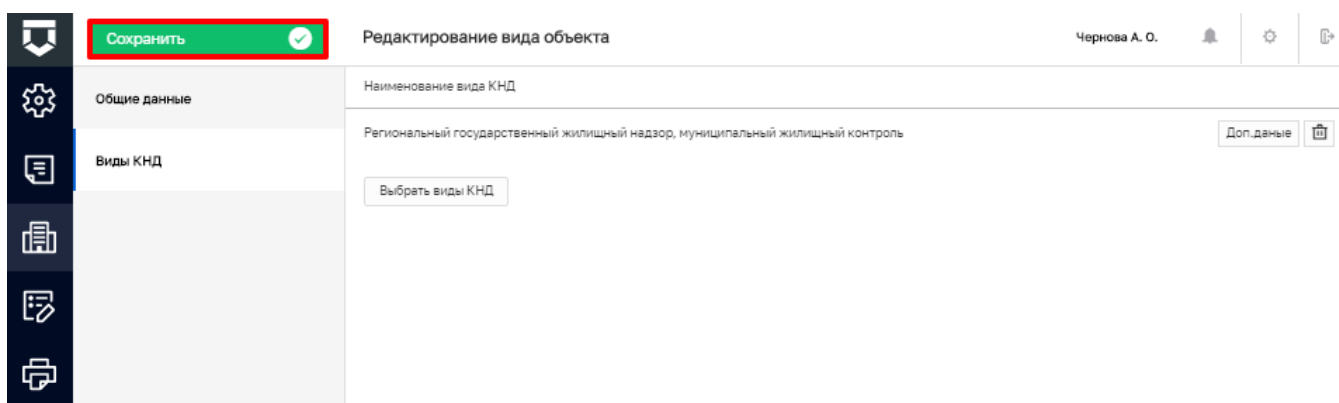 Сохранить
Редактирование вида объекта
Чернова А. О.
Общие данные
Наименование вида КНД
Региональный государственный жилищный надзор, муниципальный жилищный контроль
Доп.даные
Виды КНД
Выбрать виды КНД